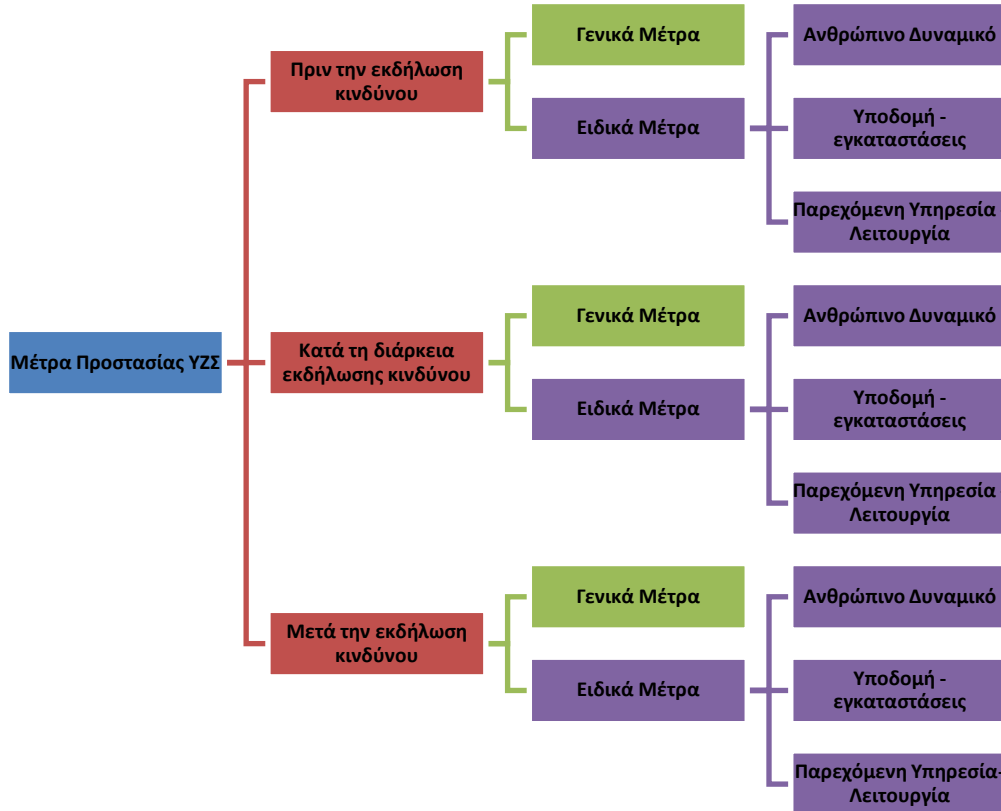 Μέτρα Προστασίας ΥΖΣ
Πριν την εκδήλωση
κινδύνου
Γενικά Μέτρα
Ειδικά Μέτρα
Ανθρώπινο Δυναμικό
Υποδομή -
εγκαταστάσεις
Παρεχόμενη Υπηρεσία
Λειτουργία
Κατά τη διάρκεια
εκδήλωσης κινδύνου
Γενικά Μέτρα
Ειδικά Μέτρα
Ανθρώπινο Δυναμικό
Υποδομή -
εγκαταστάσεις
Παρεχόμενη Υπηρεσία
Λειτουργία
Μετά την εκδήλωση
κινδύνου
Γενικά Μέτρα
Ειδικά Μέτρα
Ανθρώπινο Δυναμικό
Υποδομή -
εγκαταστάσεις
Παρεχόμενη Υπηρεσία-
Λειτουργία